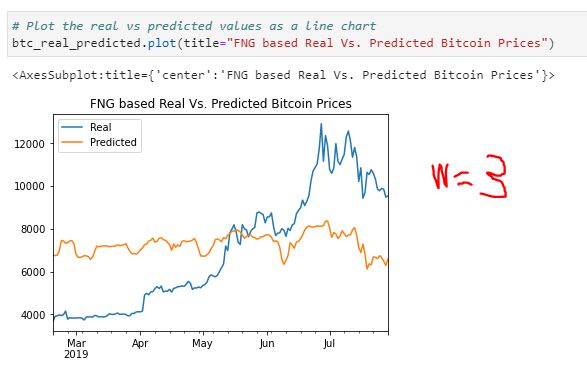 # Plot the real vs predicted values as a line chart
btc_real_predicted.plot(title="FNG based Real Vs. Predicted Bitcoin Prices")
<AxesSubplot:title={'center':'FNG based Real Vs. Predicted Bitcoin Prices'}>
FNG based Real Vs. Predicted Bitcoin Prices
Real
Predicted
12000
10000
8000
6000
4000
Mar
2019
Apr
May
Jun
Jul
n=3